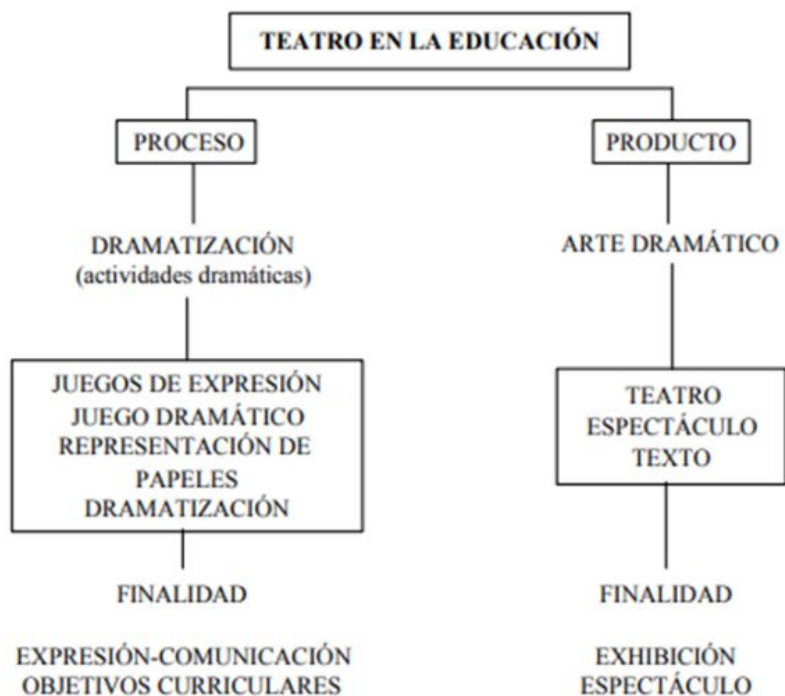 TEATRO EN LA EDUCACIÓN
PROCESO
PRODUCTO
DRAMATIZACIÓN
(actividades dramáticas)
ARTE DRAMÁTICO
JUEGOS DE EXPRESIÓN
JUEGO DRAMÁTICO
REPRESENTACIÓN DE
PAPELES
DRAMATIZACIÓN
TEATRO
ESPECTÁCULO
TEXTO
FINALIDAD
FINALIDAD
EXPRESIÓN-COMUNICACIÓN
OBJETIVOS CURRICULARES
EXHIBICIÓN
ESPECTÁCULO